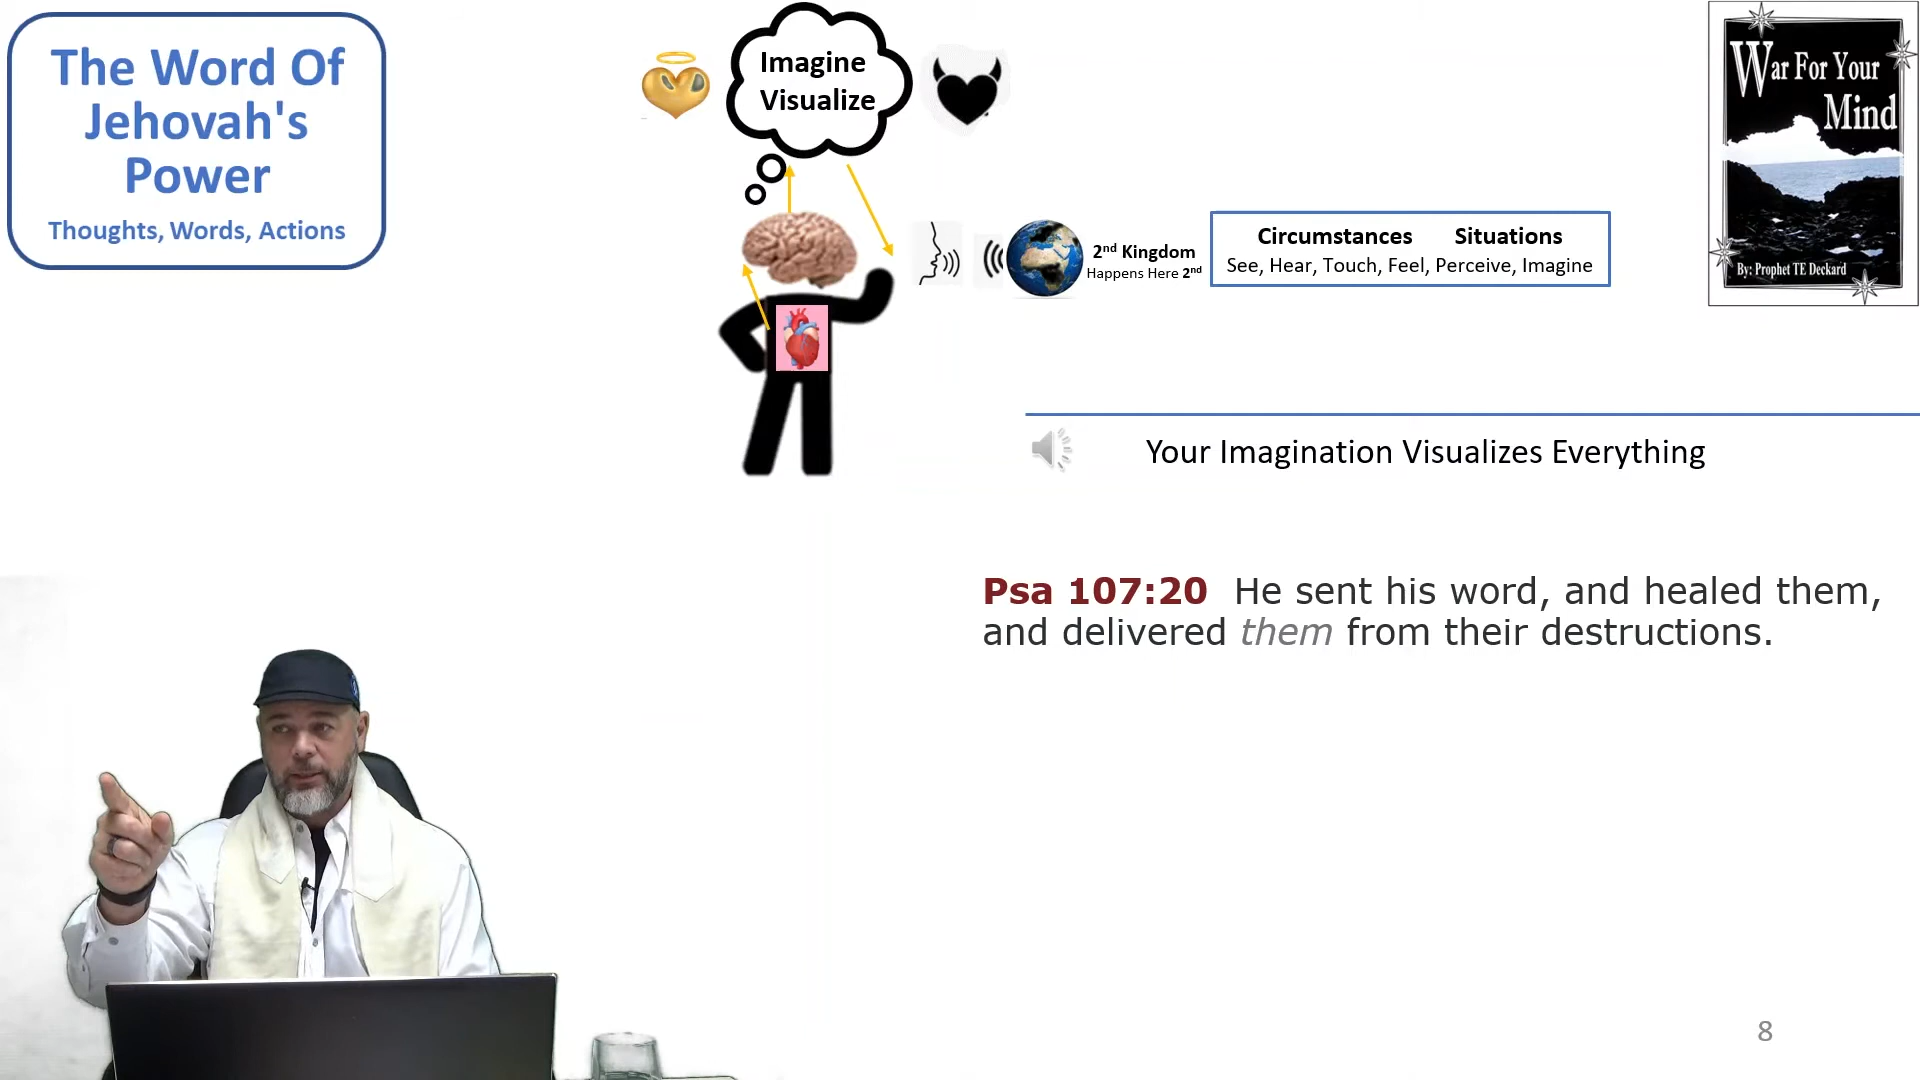 The Word Of
Jehovah's
Power
Thoughts, Words, Actions
Imagine
Visualize
War For Your
Mind
By: Prophet TE Deckard
2nd Kingdom
Happens Here 2nd
Circumstances Situations
See, Hear, Touch, Feel, Perceive, Imagine
Your Imagination Visualizes Everything
Psa 107:20 He sent his word, and healed them,
and delivered them from their destructions.
8